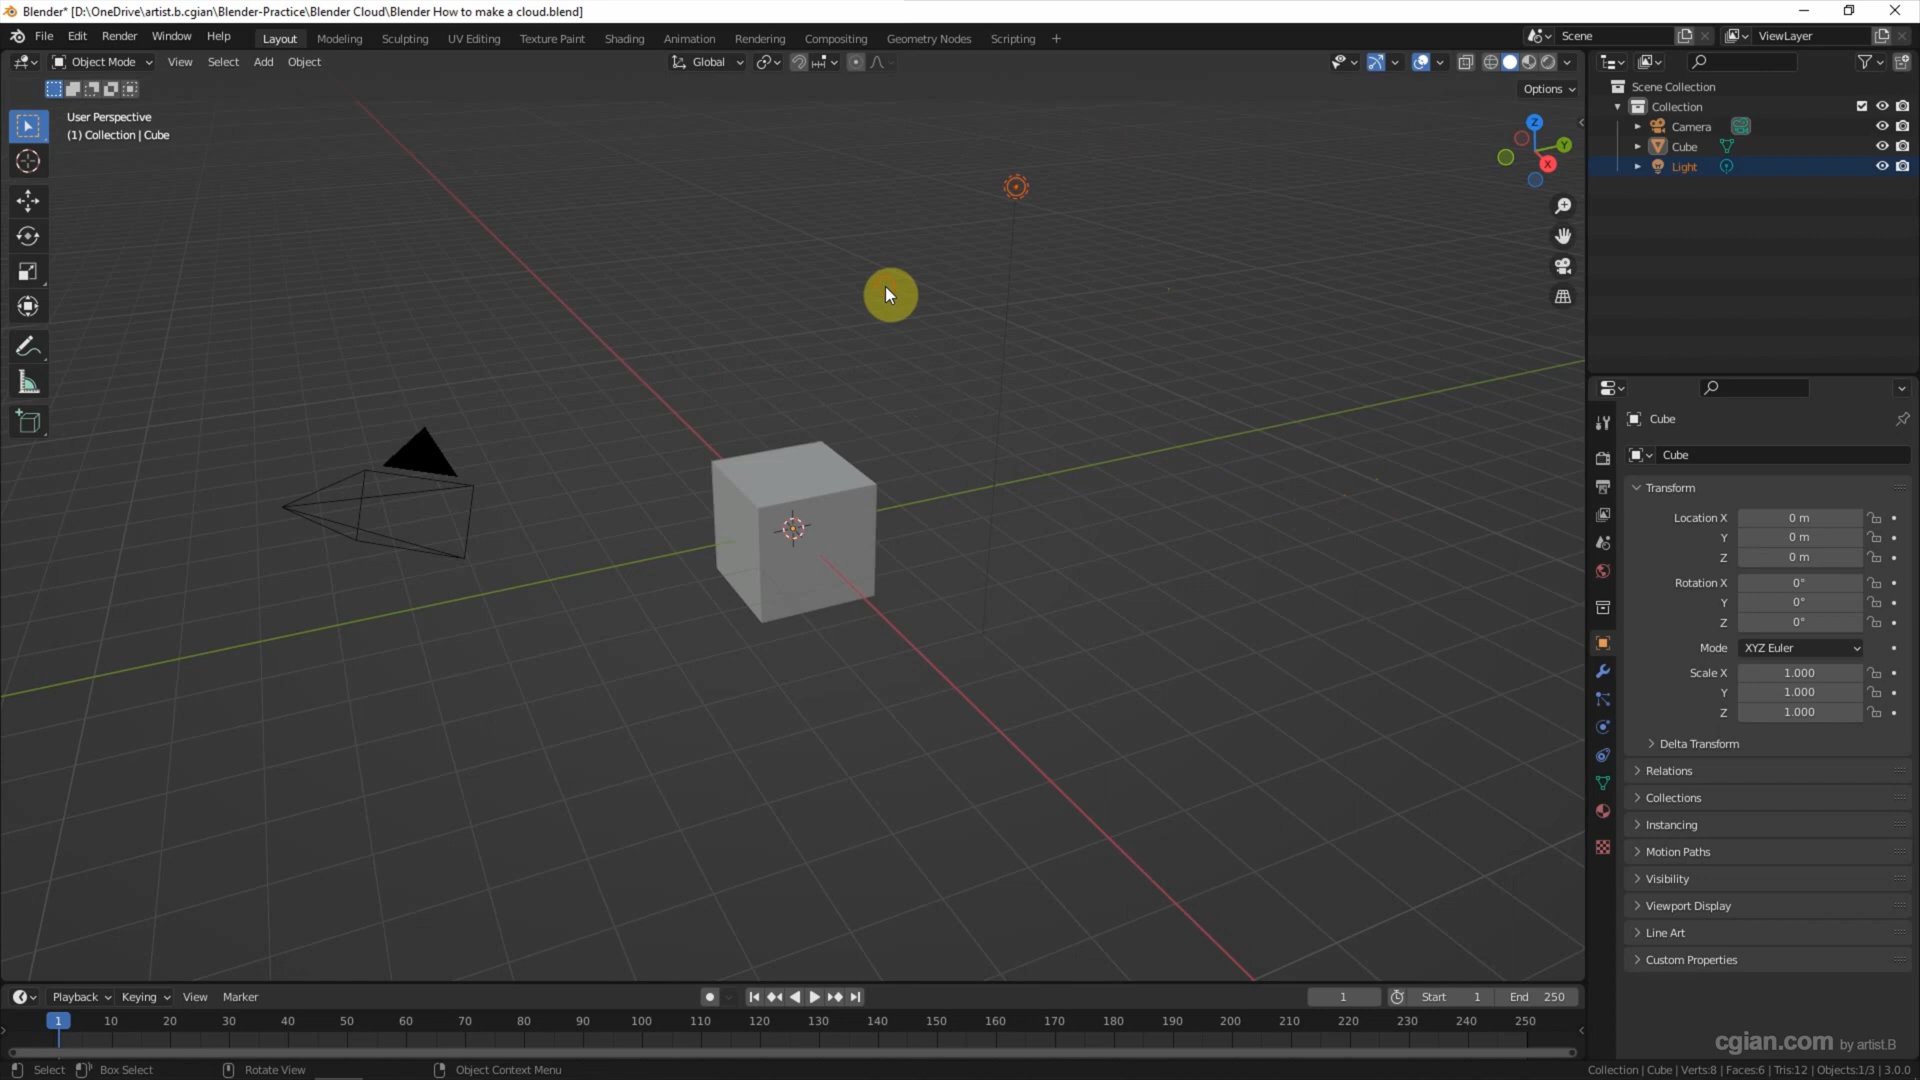 Blender* [D:\OneDrive\artist.b.cgian\Blender-Practice\Blender Cloud\Blender How to make a cloud.blend]
File Edit Render Window Help Layout Modeling Sculpting UV Editing Texture Paint Shading Animation Rendering Compositing Geometry Nodes Scripting + Scene ViewLayer
Object Mode View Select Add Object Global
Options
User Perspective
(1) Collection | Cube
Z
Y
X
Scene Collection
Collection
Camera
Cube
Light
Cube
Cube
Transform
Location X 0 m
Y 0 m
Z 0 m
Rotation X 0°
Y 0°
Z 0°
Mode XYZ Euler
Scale X 1.000
Y 1.000
Z 1.000
Delta Transform
Relations
Collections
Instancing
Motion Paths
Visibility
Viewport Display
Line Art
Custom Properties
Playback Keying View Marker 1 Start 1 End 250
1 10 20 30 40 50 60 70 80 90 100 110 120 130 140 150 160 170 180 190 200 210 220 230 240 250
cgian.com by artist.B
Select Box Select Rotate View Object Context Menu Collection | Cube | Verts:8 | Faces:6 | Tris:12 | Objects:1/3 | 3.0.0